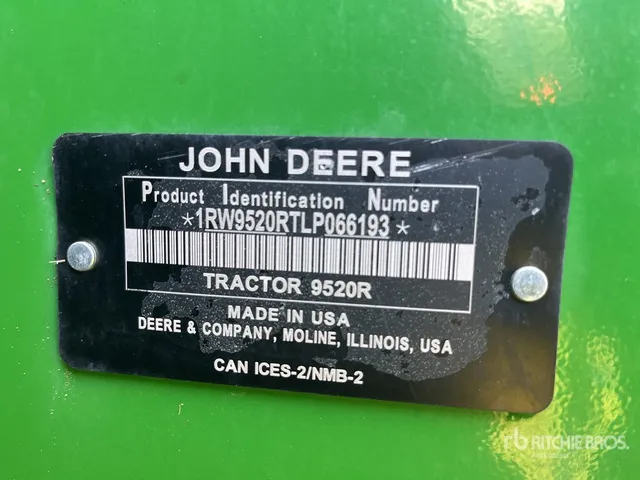 JOHN DEERE
Product Identification Number
*1RW9520RTLP066193*
TRACTOR 9520R
MADE IN USA
DEERE & COMPANY, MOLINE, ILLINOIS, USA
CAN ICES-2/NMB-2
rb RITCHIE BROS.